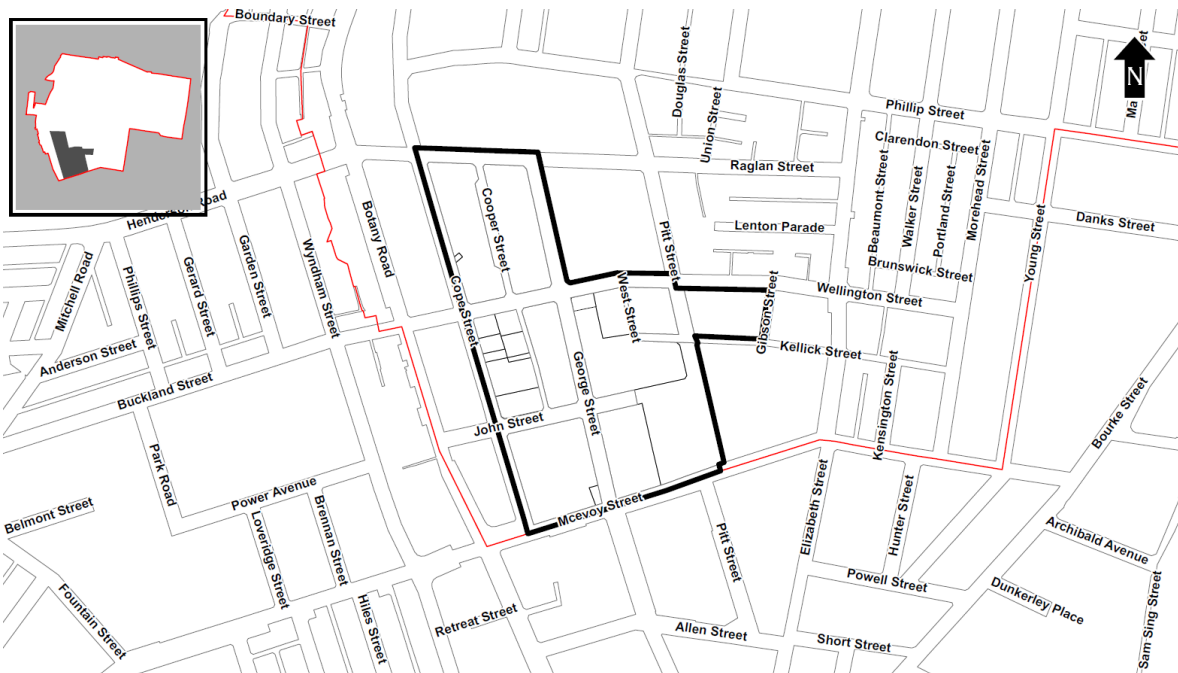 Boundary Street
Douglas Street
Union Street
Ma
et
N
Phillip Street
Clarendon Street
Raglan Street
Beaumont Street
Walker Street
Portland Street
Morehead Street
Young Street
Danks Street
Road
Cooper Street
Botany Road
Garden Street
Wyndham Street
Gerard Street
Phillips Street
Mitchell Road
Pitt Street
Lenton Parade
Brunswick Street
Wellington Street
Gibson Street
West Street
Cope Street
Kellick Street
Anderson Street
Buckland Street
George Street
John Street
Kensington Street
Bourke Street
Park Road
Power Avenue
Belmont Street
Loveridge Street
Brennan Street
Mcevoy Street
Pitt Street
Elizabeth Street
Hunter Street
Archibald Avenue
Powell Street
Dunkerley Place
Sam Sing Street
Fountain Street
Hiles Street
Retreat Street
Allen Street
Short Street